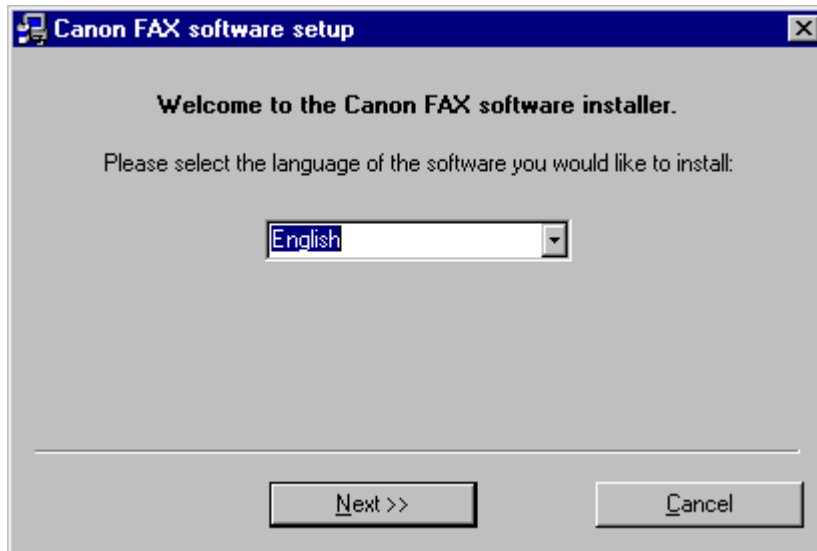 Canon FAX software setup
Welcome to the Canon FAX software installer.
Please select the language of the software you would like to install:
English
Next >>
Cancel